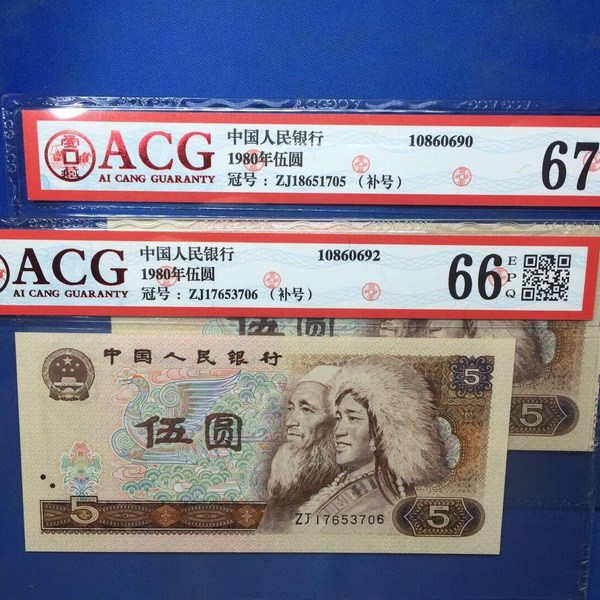 ACG
AI CANG GUARANTY
中国人民银行
1980年伍圆
冠号：ZJ18651705（补号）
10860690
67
ACG
AI CANG GUARANTY
中国人民银行
1980年伍圆
冠号：ZJ17653706（补号）
10860692
66
EPQ
伍圆
5
中国人民银行
5
伍圆
5
ZJ17653706
5